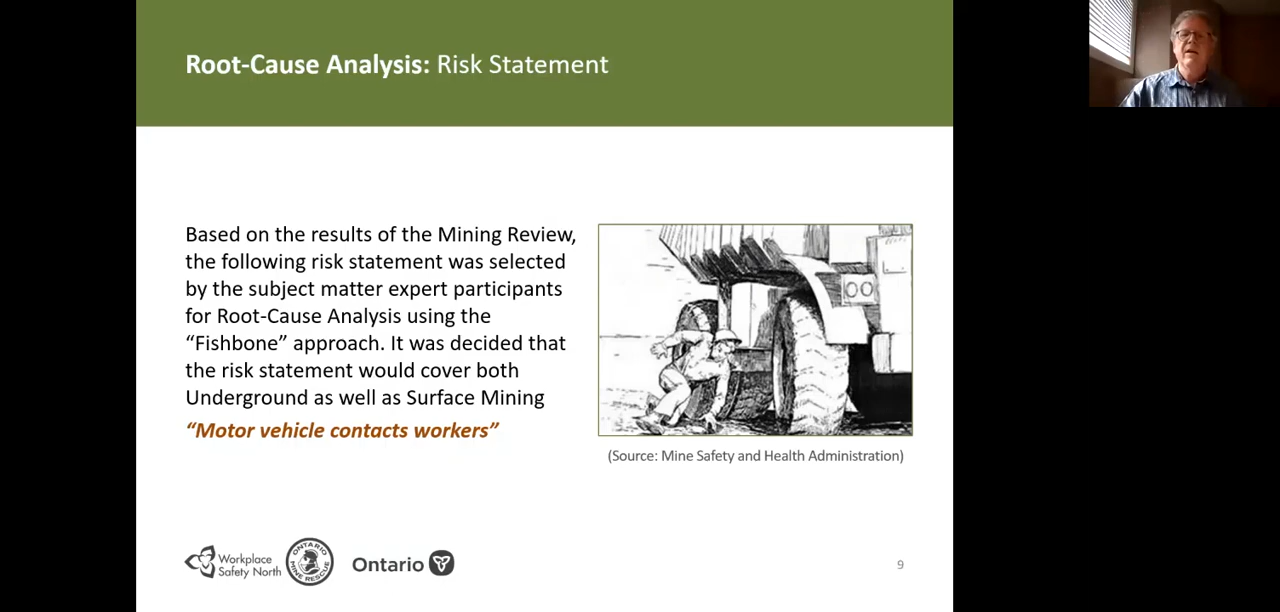 Root-Cause Analysis: Risk Statement
Based on the results of the Mining Review,
the following risk statement was selected
by the subject matter expert participants
for Root-Cause Analysis using the
“Fishbone” approach. It was decided that
the risk statement would cover both
Underground as well as Surface Mining
“Motor vehicle contacts workers”
(Source: Mine Safety and Health Administration)
Workplace
Safety North
ONTARIO
MINE RESCUE
Ontario
9